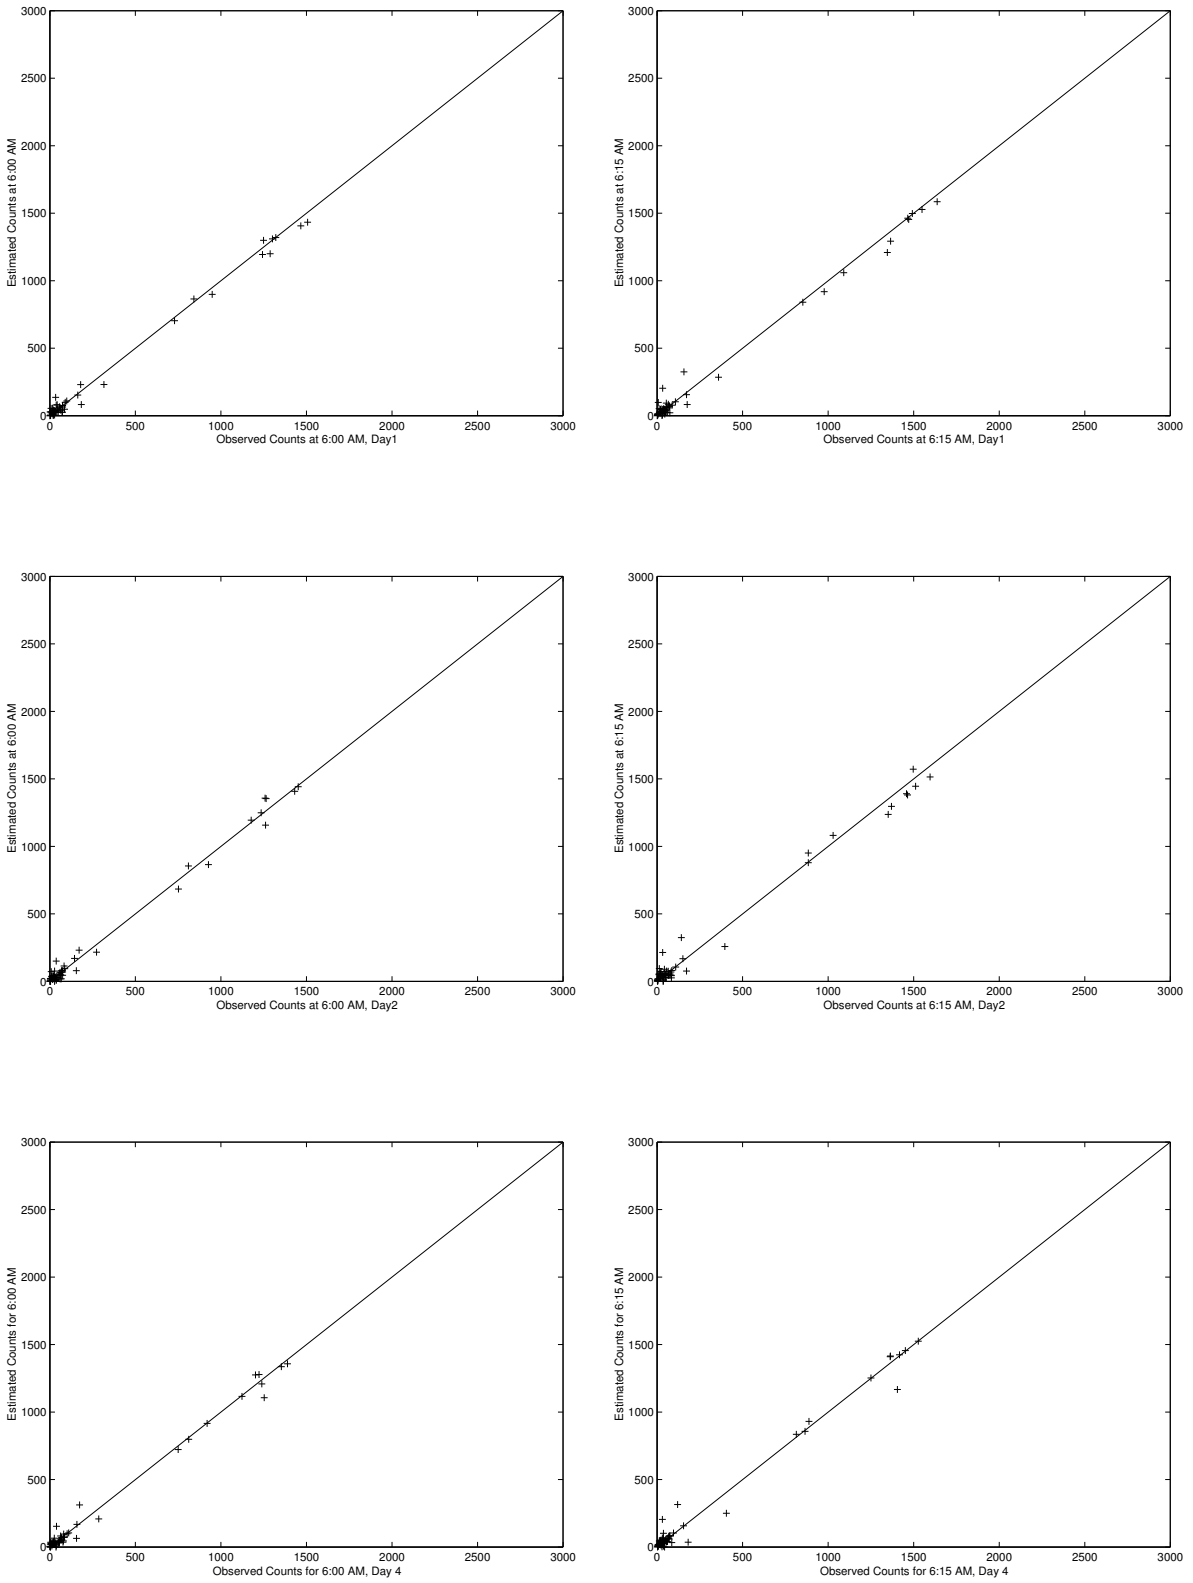 3000 3000
2500 2500
2000 2000
1500 1500
1000 1000
500 500
0 0
0 500 1000 1500 2000 2500 3000 0 500 1000 1500 2000 2500 3000
Estimated Counts at 6:00 AM
Observed Counts at 6:00 AM, Day1
Estimated Counts at 6:15 AM
Observed Counts at 6:15 AM, Day1
3000 3000
2500 2500
2000 2000
1500 1500
1000 1000
500 500
0 0
0 500 1000 1500 2000 2500 3000 0 500 1000 1500 2000 2500 3000
Estimated Counts at 6:00 AM
Observed Counts at 6:00 AM, Day2
Estimated Counts at 6:15 AM
Observed Counts at 6:15 AM, Day2
3000 3000
2500 2500
2000 2000
1500 1500
1000 1000
500 500
0 0
0 500 1000 1500 2000 2500 3000 0 500 1000 1500 2000 2500 3000
Estimated Counts for 6:00 AM
Observed Counts for 6:00 AM, Day 4
Estimated Counts for 6:15 AM
Observed Counts for 6:15 AM, Day 4